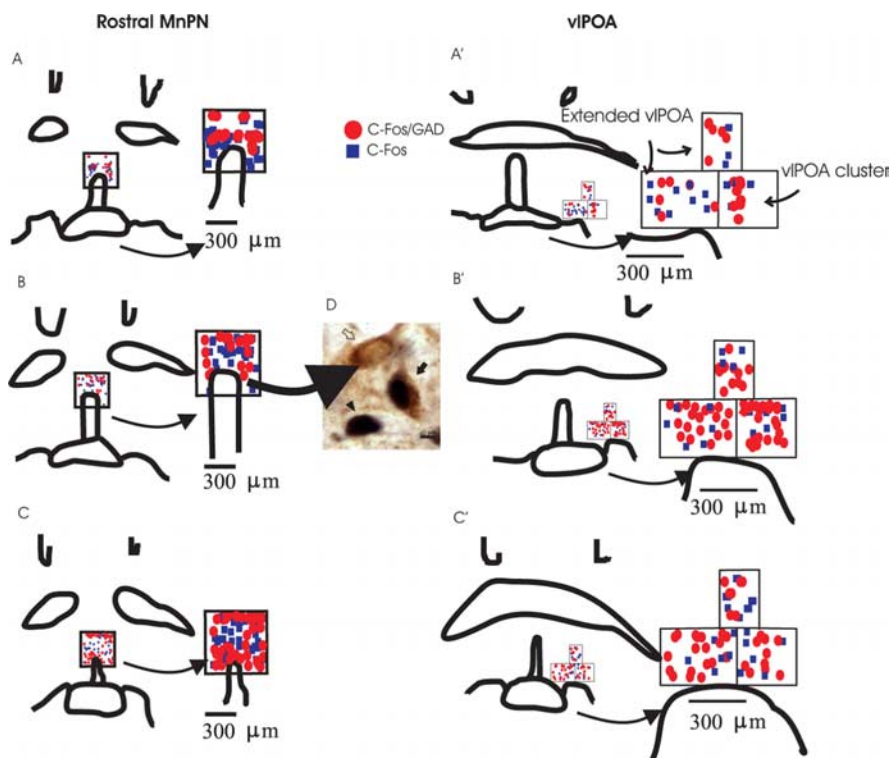 Rostral MnPN
vlPOA
A
A'
C-Fos/GAD
C-Fos
Extended vlPOA
vlPOA cluster
300 µm
300 µm
B
D
B'
300 µm
300 µm
C
C'
300 µm
300 µm